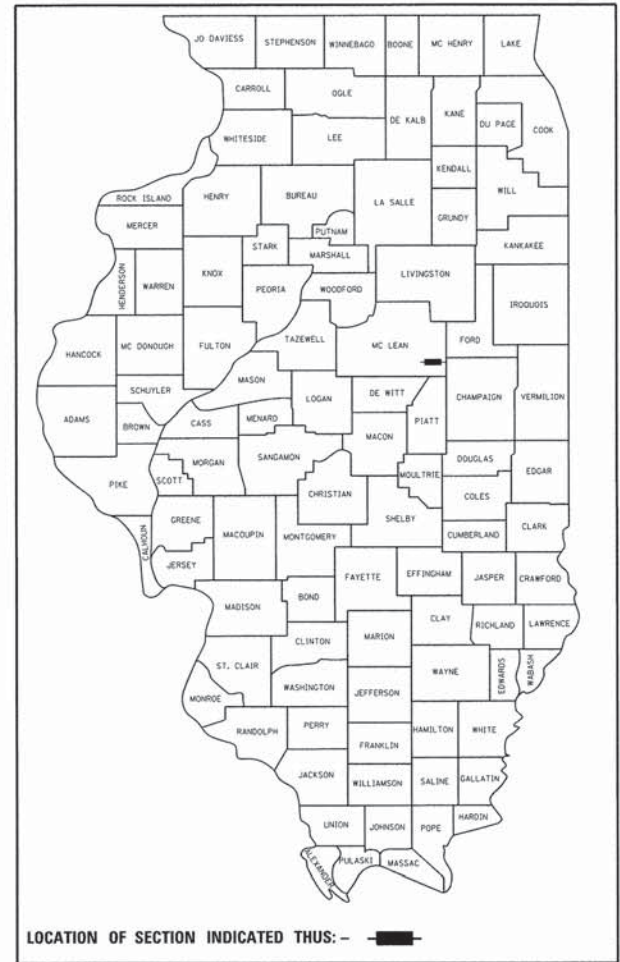 JO DAVIESS
STEPHENSON
WINNEBAGO
BOONE
MC HENRY
LAKE
CARROLL
OGLE
DE KALB
KANE
DU PAGE
COOK
WHITESIDE
LEE
KENDALL
WILL
ROCK ISLAND
HENRY
BUREAU
LA SALLE
GRUNDY
MERCER
PUTNAM
STARK
MARSHALL
KANKAKEE
HENDERSON
WARREN
KNOX
PEORIA
WOODFORD
LIVINGSTON
IROQUOIS
HANCOCK
MC DONOUGH
FULTON
TAZEWELL
MC LEAN
FORD
SCHUYLER
MASON
LOGAN
DE WITT
CHAMPAIGN
VERMILION
ADAMS
BROWN
CASS
MENARD
MACON
PIATT
PIKE
SCOTT
MORGAN
SANGAMON
DOUGLAS
EDGAR
MOULTRIE
COLES
CHRISTIAN
CALHOUN
GREENE
MACOUPIN
MONTGOMERY
SHELBY
CUMBERLAND
CLARK
JERSEY
FAYETTE
EFFINGHAM
JASPER
CRAWFORD
MADISON
BOND
CLAY
RICHLAND
LAWRENCE
CLINTON
MARION
ST. CLAIR
WAYNE
EDWARDS
WABASH
MONROE
WASHINGTON
JEFFERSON
RANDOLPH
PERRY
HAMILTON
WHITE
FRANKLIN
JACKSON
WILLIAMSON
SALINE
GALLATIN
UNION
JOHNSON
POPE
HARDIN
ALEXANDER
PULASKI
MASSAC
LOCATION OF SECTION INDICATED THUS: –